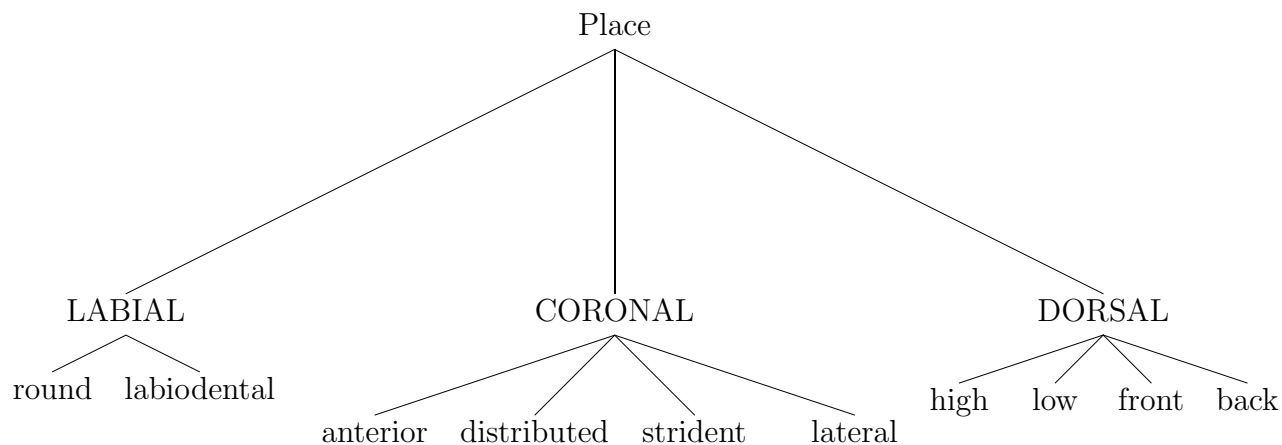 Place
LABIAL CORONAL DORSAL
round labiodental high low front back
anterior distributed strident lateral